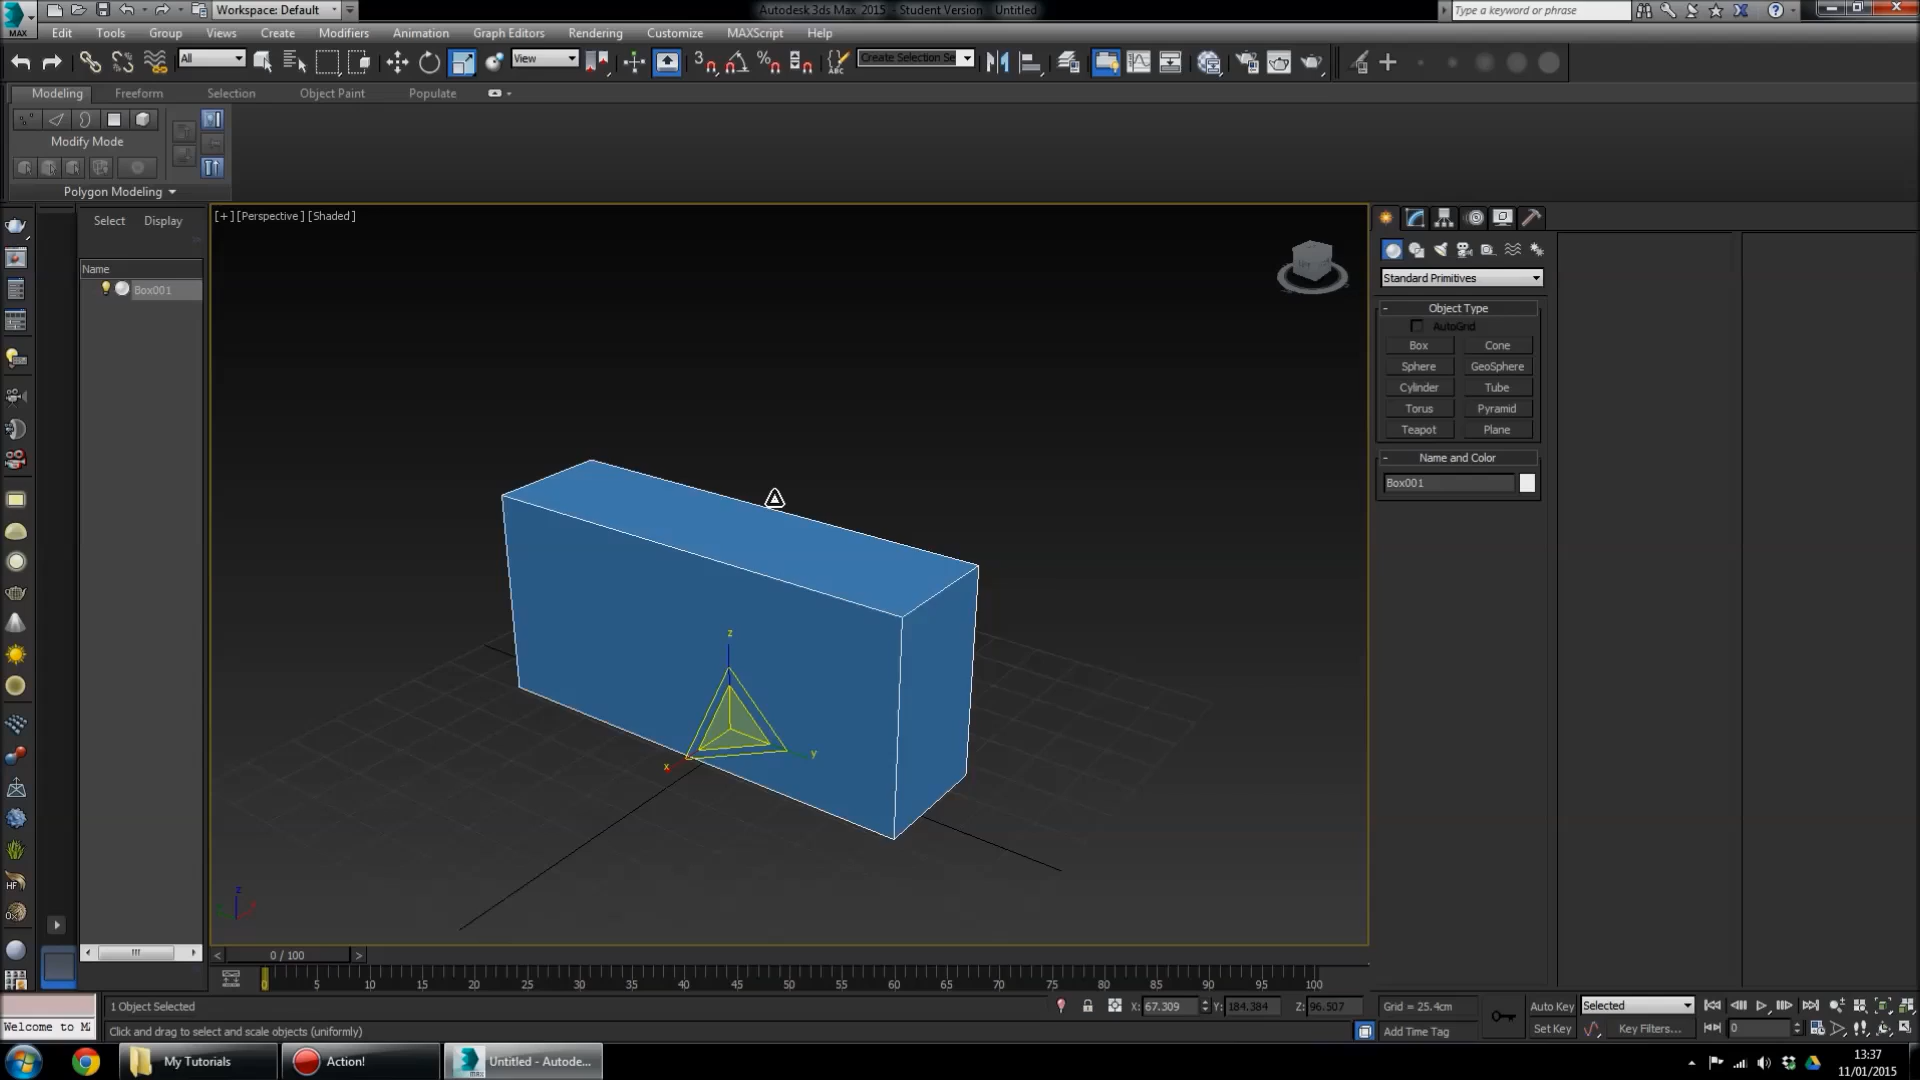 Workspace: Default
Autodesk 3ds Max 2015 - Student Version Untitled
Type a keyword or phrase
MAX
Edit Tools Group Views Create Modifiers Animation Graph Editors Rendering Customize MAXScript Help
All
View
3
Create Selection Se
Modeling Freeform Selection Object Paint Populate
Modify Mode
Polygon Modeling
Select Display
[+] [Perspective] [Shaded]
Name
Box001
Standard Primitives
Object Type
AutoGrid
Box Cone
Sphere GeoSphere
Cylinder Tube
Torus Pyramid
Teapot Plane
Name and Color
Box001
z
x
y
z
HF
0 / 100
0 5 10 15 20 25 30 35 40 45 50 55 60 65 70 75 80 85 90 95 100
1 Object Selected
X: 67.309 Y: 184.384 Z: 96.507
Grid = 25.4cm
Auto Key Selected
Welcome to M
Click and drag to select and scale objects (uniformly)
Add Time Tag
Set Key Key Filters...
0
My Tutorials
Action!
Untitled - Autode...
13:37
11/01/2015